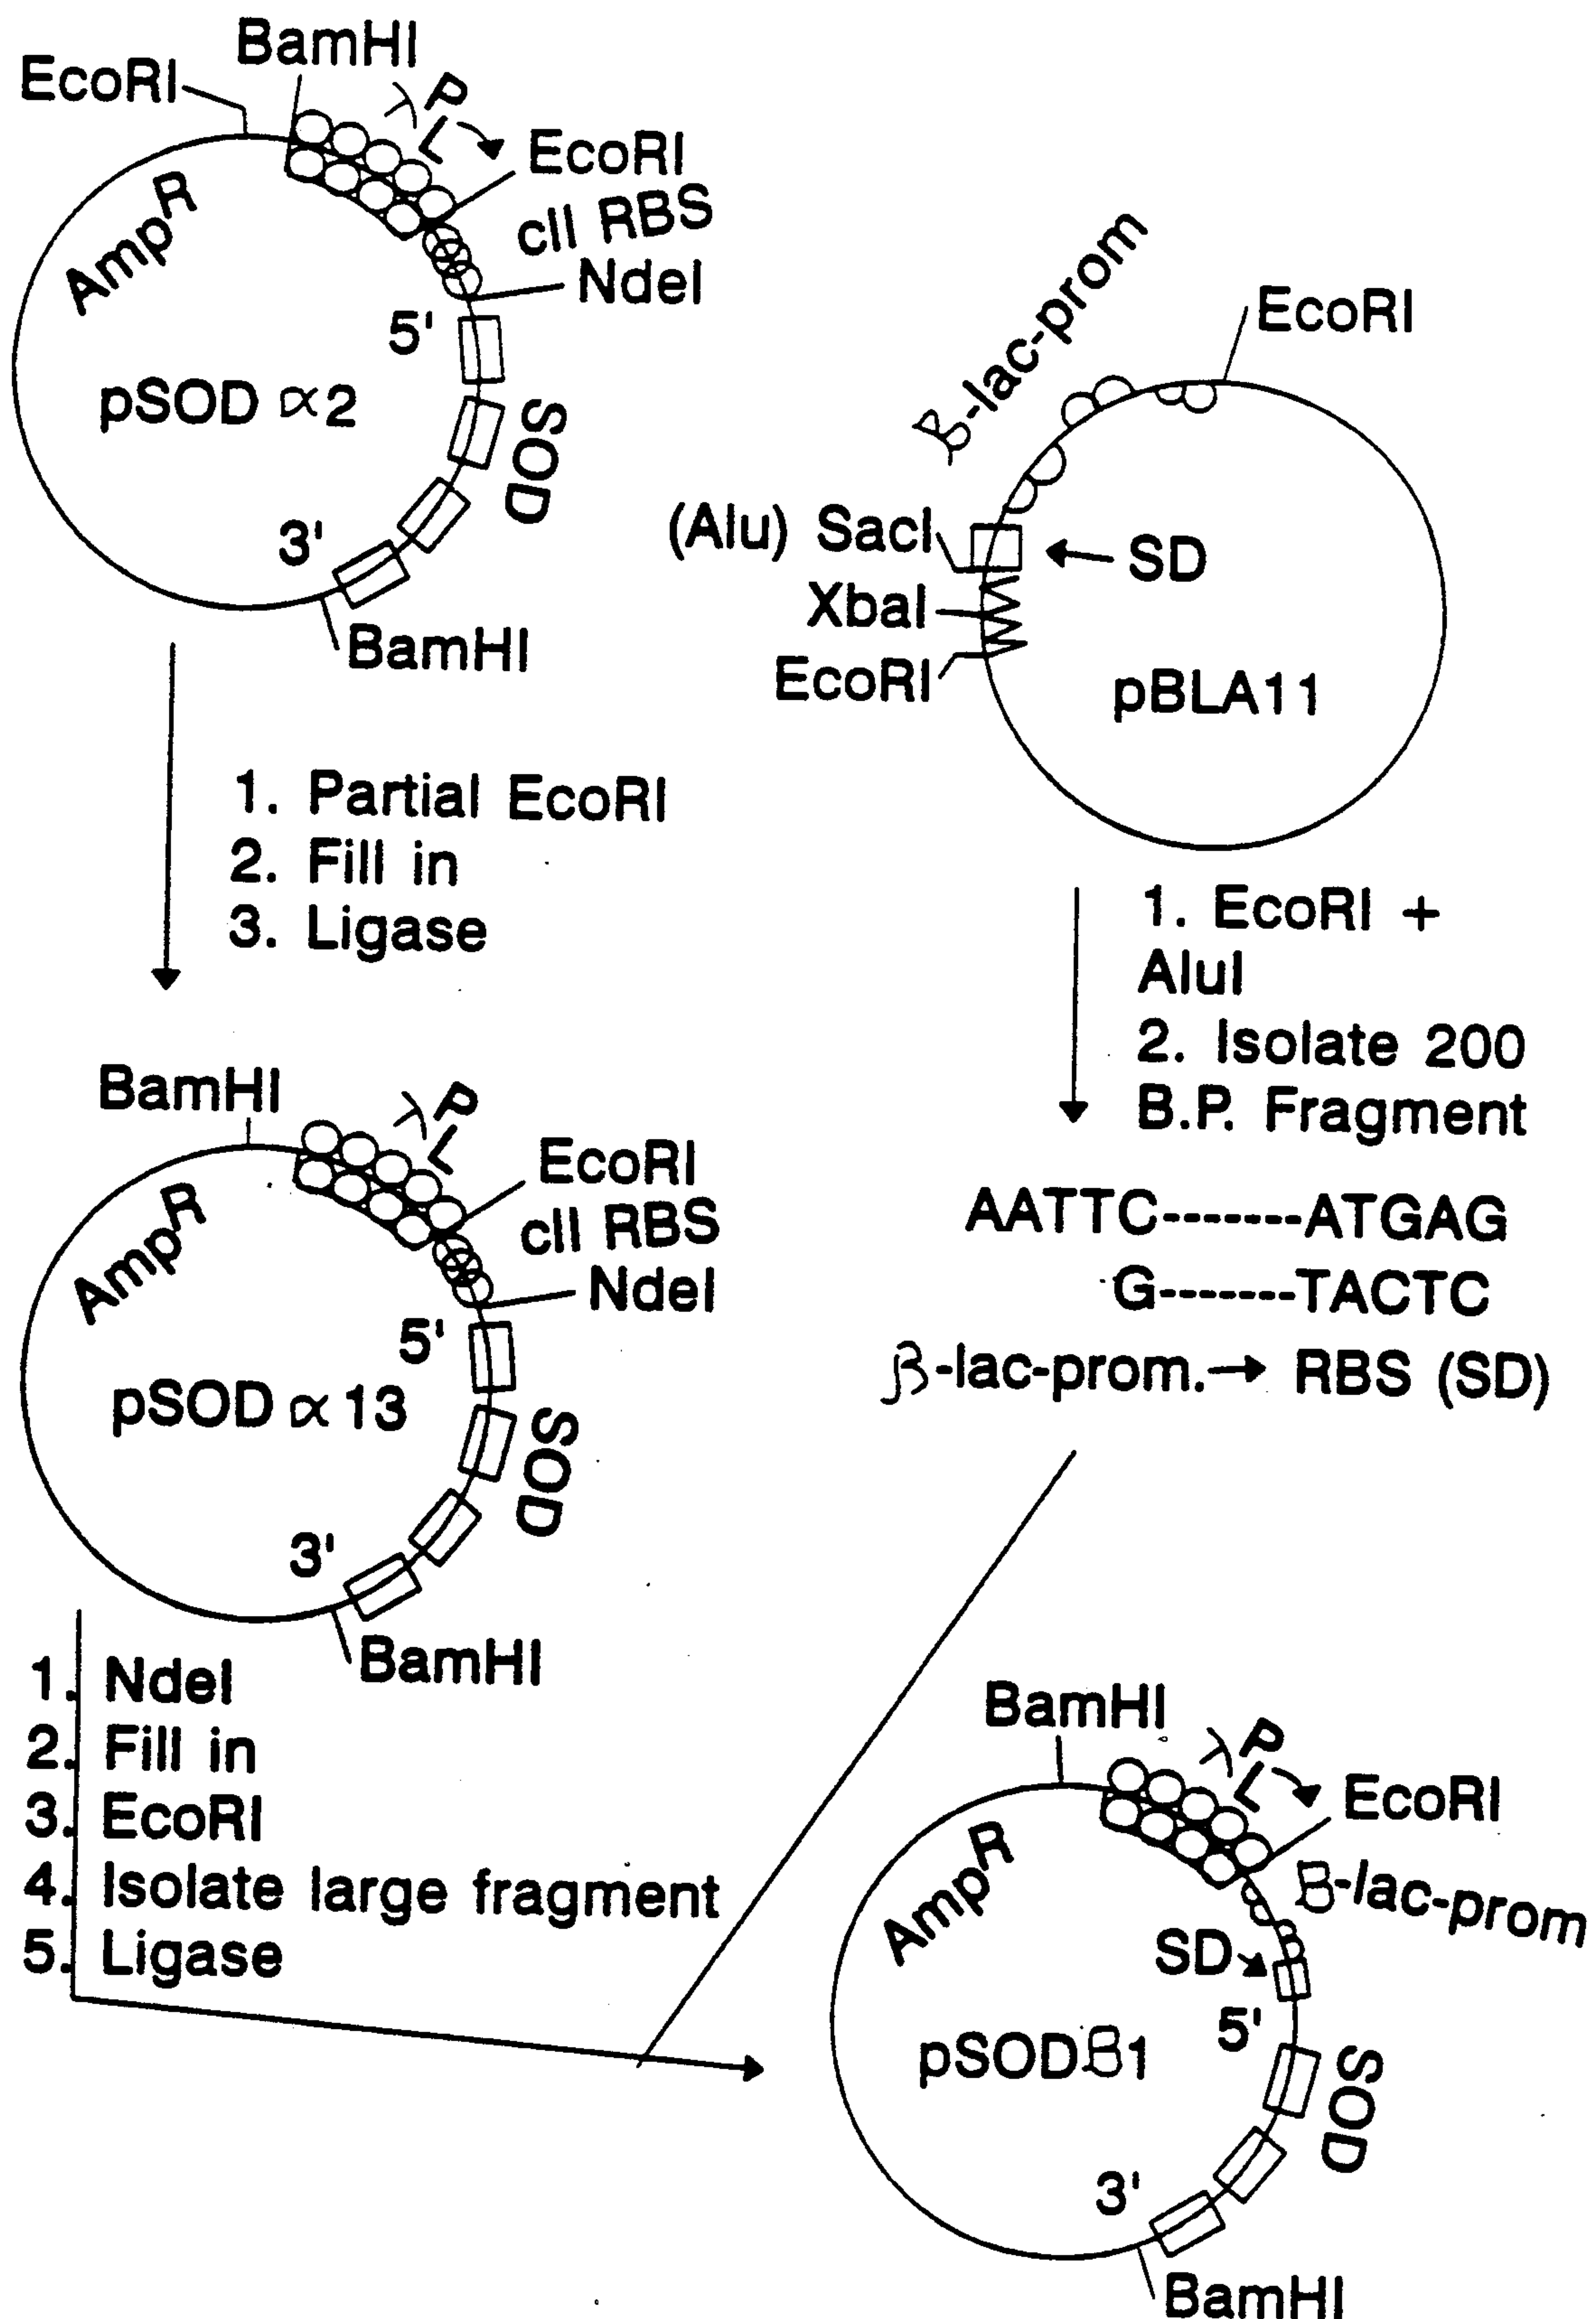 BamHI
EcoRI
λPL
EcoRI
cII RBS
NdeI
AmpR
5'
pSOD α2
SOD
3'
BamHI
β-lac-prom
EcoRI
(Alu) SacI
SD
XbaI
EcoRI
pBLA11
1. Partial EcoRI
2. Fill in
3. Ligase
1. EcoRI +
AluI
2. Isolate 200
B.P. Fragment
AATTC-------ATGAG
G-------TACTC
β-lac-prom.→ RBS (SD)
BamHI
λPL
EcoRI
cII RBS
NdeI
AmpR
5'
pSOD α13
SOD
3'
BamHI
1. NdeI
2. Fill in
3. EcoRI
4. Isolate large fragment
5. Ligase
BamHI
λPL
EcoRI
β-lac-prom
AmpR
SD
5'
pSODβ1
SOD
3'
BamHI